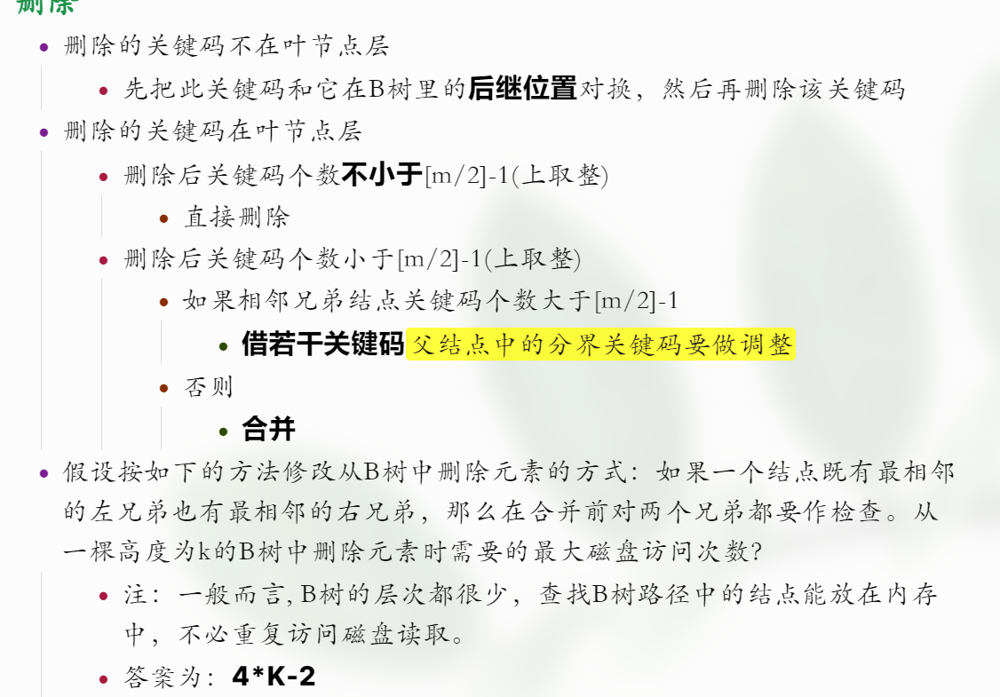 删除
删除的关键码不在叶节点层
先把此关键码和它在B树里的后继位置对换，然后再删除该关键码
删除的关键码在叶节点层
删除后关键码个数不小于[m/2]-1(上取整)
直接删除
删除后关键码个数小于[m/2]-1(上取整)
如果相邻兄弟结点关键码个数大于[m/2]-1
借若干关键码 父结点中的分界关键码要做调整
否则
合并
假设按如下的方法修改从B树中删除元素的方式：如果一个结点既有最相邻
的左兄弟也有最相邻的右兄弟，那么在合并前对两个兄弟都要作检查。从
一棵高度为k的B树中删除元素时需要的最大磁盘访问次数?
注：一般而言, B树的层次都很少，查找B树路径中的结点能放在内存
中，不必重复访问磁盘读取。
答案为：4*K-2